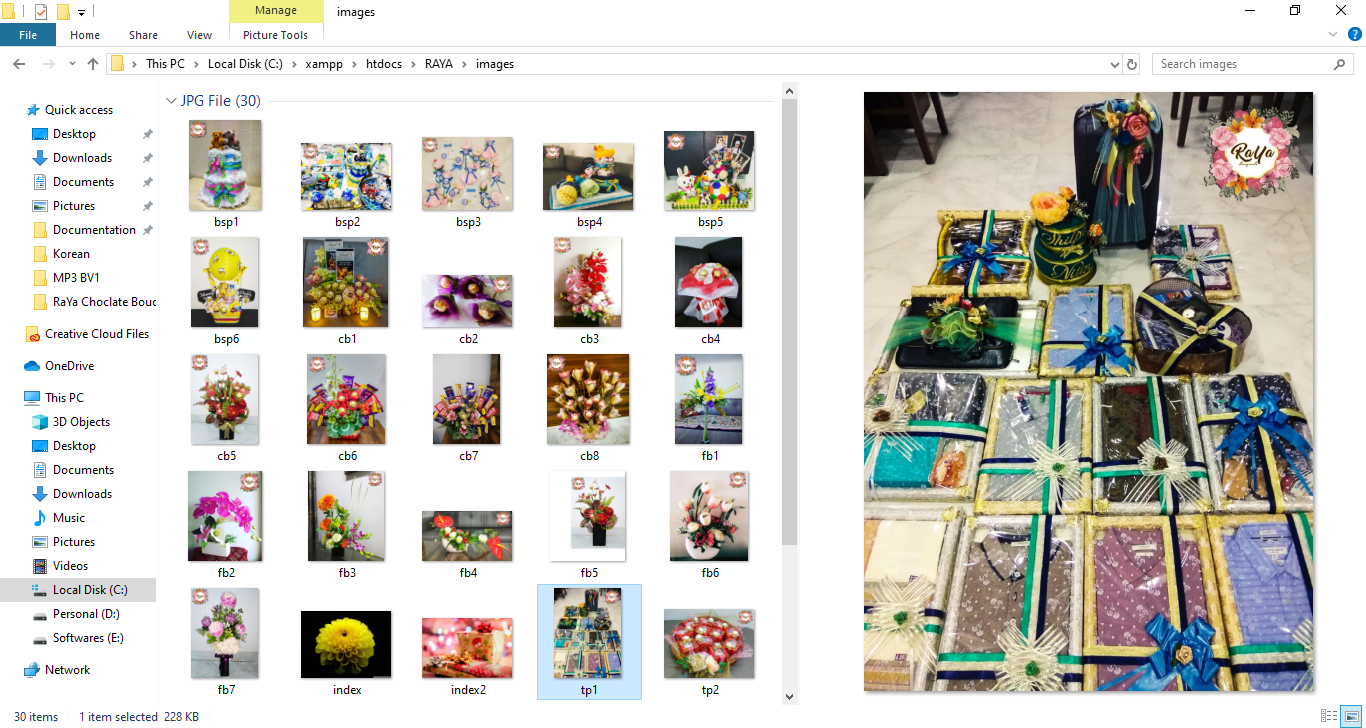 Manage
images
File
Home
Share
View
Picture Tools
This PC
Local Disk (C:)
xampp
htdocs
RAYA
images
Search images
Quick access
Desktop
Downloads
Documents
Pictures
Documentation
Korean
MP3 BV1
RaYa Choclate Bouc
Creative Cloud Files
OneDrive
This PC
3D Objects
Desktop
Documents
Downloads
Music
Pictures
Videos
Local Disk (C:)
Personal (D:)
Softwares (E:)
Network
JPG File (30)
bsp1
bsp2
bsp3
bsp4
bsp5
bsp6
cb1
cb2
cb3
cb4
cb5
cb6
cb7
cb8
fb1
fb2
fb3
fb4
fb5
fb6
fb7
index
index2
tp1
tp2
RaYa
30 items
1 item selected 228 KB